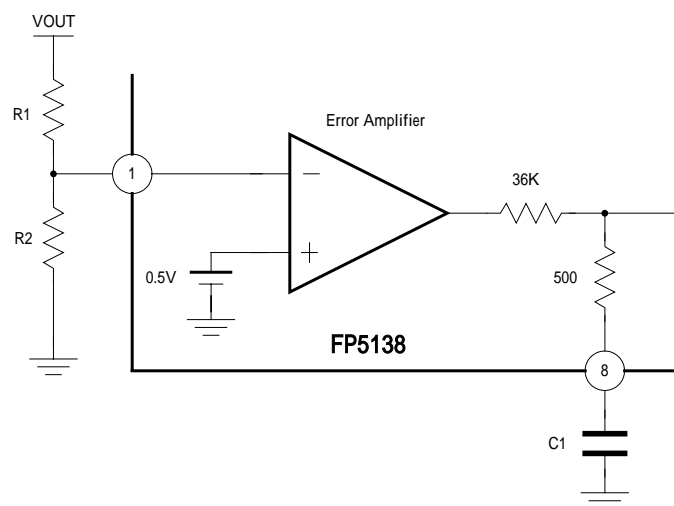 VOUT
R1
Error Amplifier
1
−
36K
R2
+
0.5V
500
FP5138
8
C1